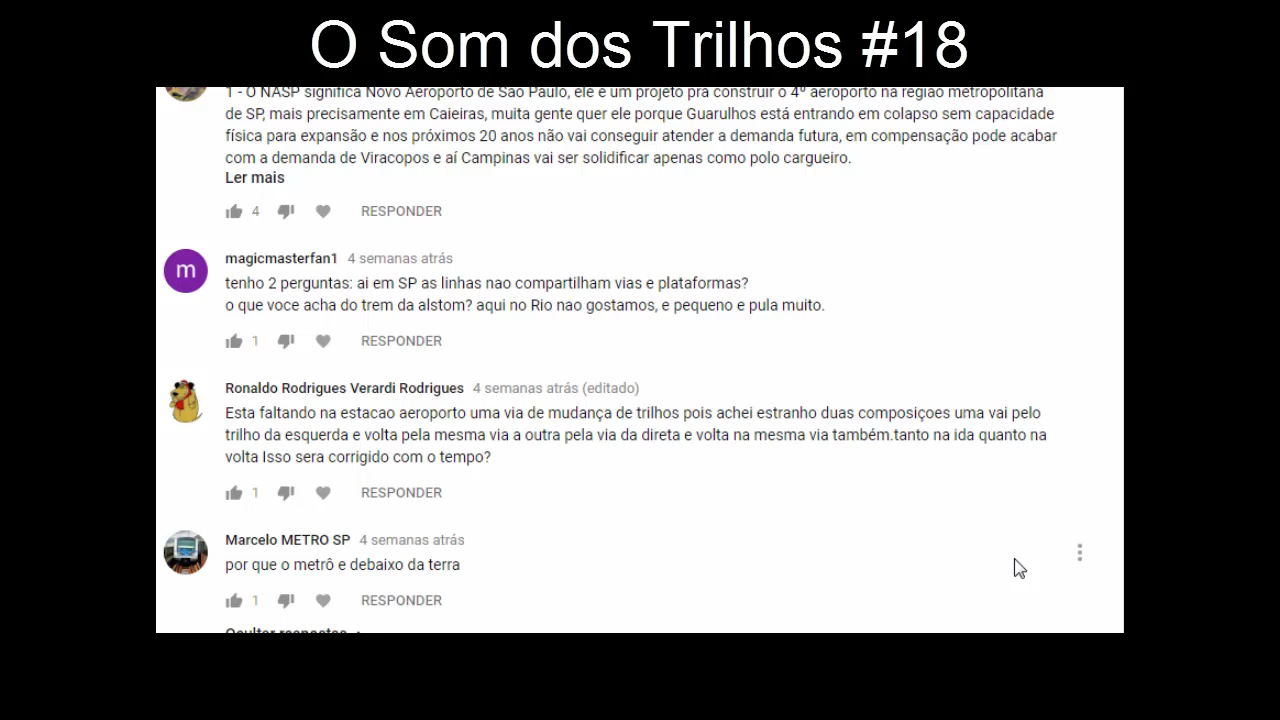 O Som dos Trilhos #18
1 - O NASP significa Novo Aeroporto de São Paulo, ele é um projeto pra construir o 4º aeroporto na região metropolitana
de SP, mais precisamente em Caieiras, muita gente quer ele porque Guarulhos está entrando em colapso sem capacidade
física para expansão e nos próximos 20 anos não vai conseguir atender a demanda futura, em compensação pode acabar
com a demanda de Viracopos e aí Campinas vai ser solidificar apenas como polo cargueiro.
Ler mais
4 RESPONDER
m
magicmasterfan1 4 semanas atrás
tenho 2 perguntas: ai em SP as linhas nao compartilham vias e plataformas?
o que voce acha do trem da alstom? aqui no Rio nao gostamos, e pequeno e pula muito.
1 RESPONDER
Ronaldo Rodrigues Verardi Rodrigues 4 semanas atrás (editado)
Esta faltando na estacao aeroporto uma via de mudança de trilhos pois achei estranho duas composiçoes uma vai pelo
trilho da esquerda e volta pela mesma via a outra pela via da direta e volta na mesma via também.tanto na ida quanto na
volta Isso sera corrigido com o tempo?
1 RESPONDER
Marcelo METRO SP 4 semanas atrás
por que o metrô e debaixo da terra
1 RESPONDER
Ocultar respostas